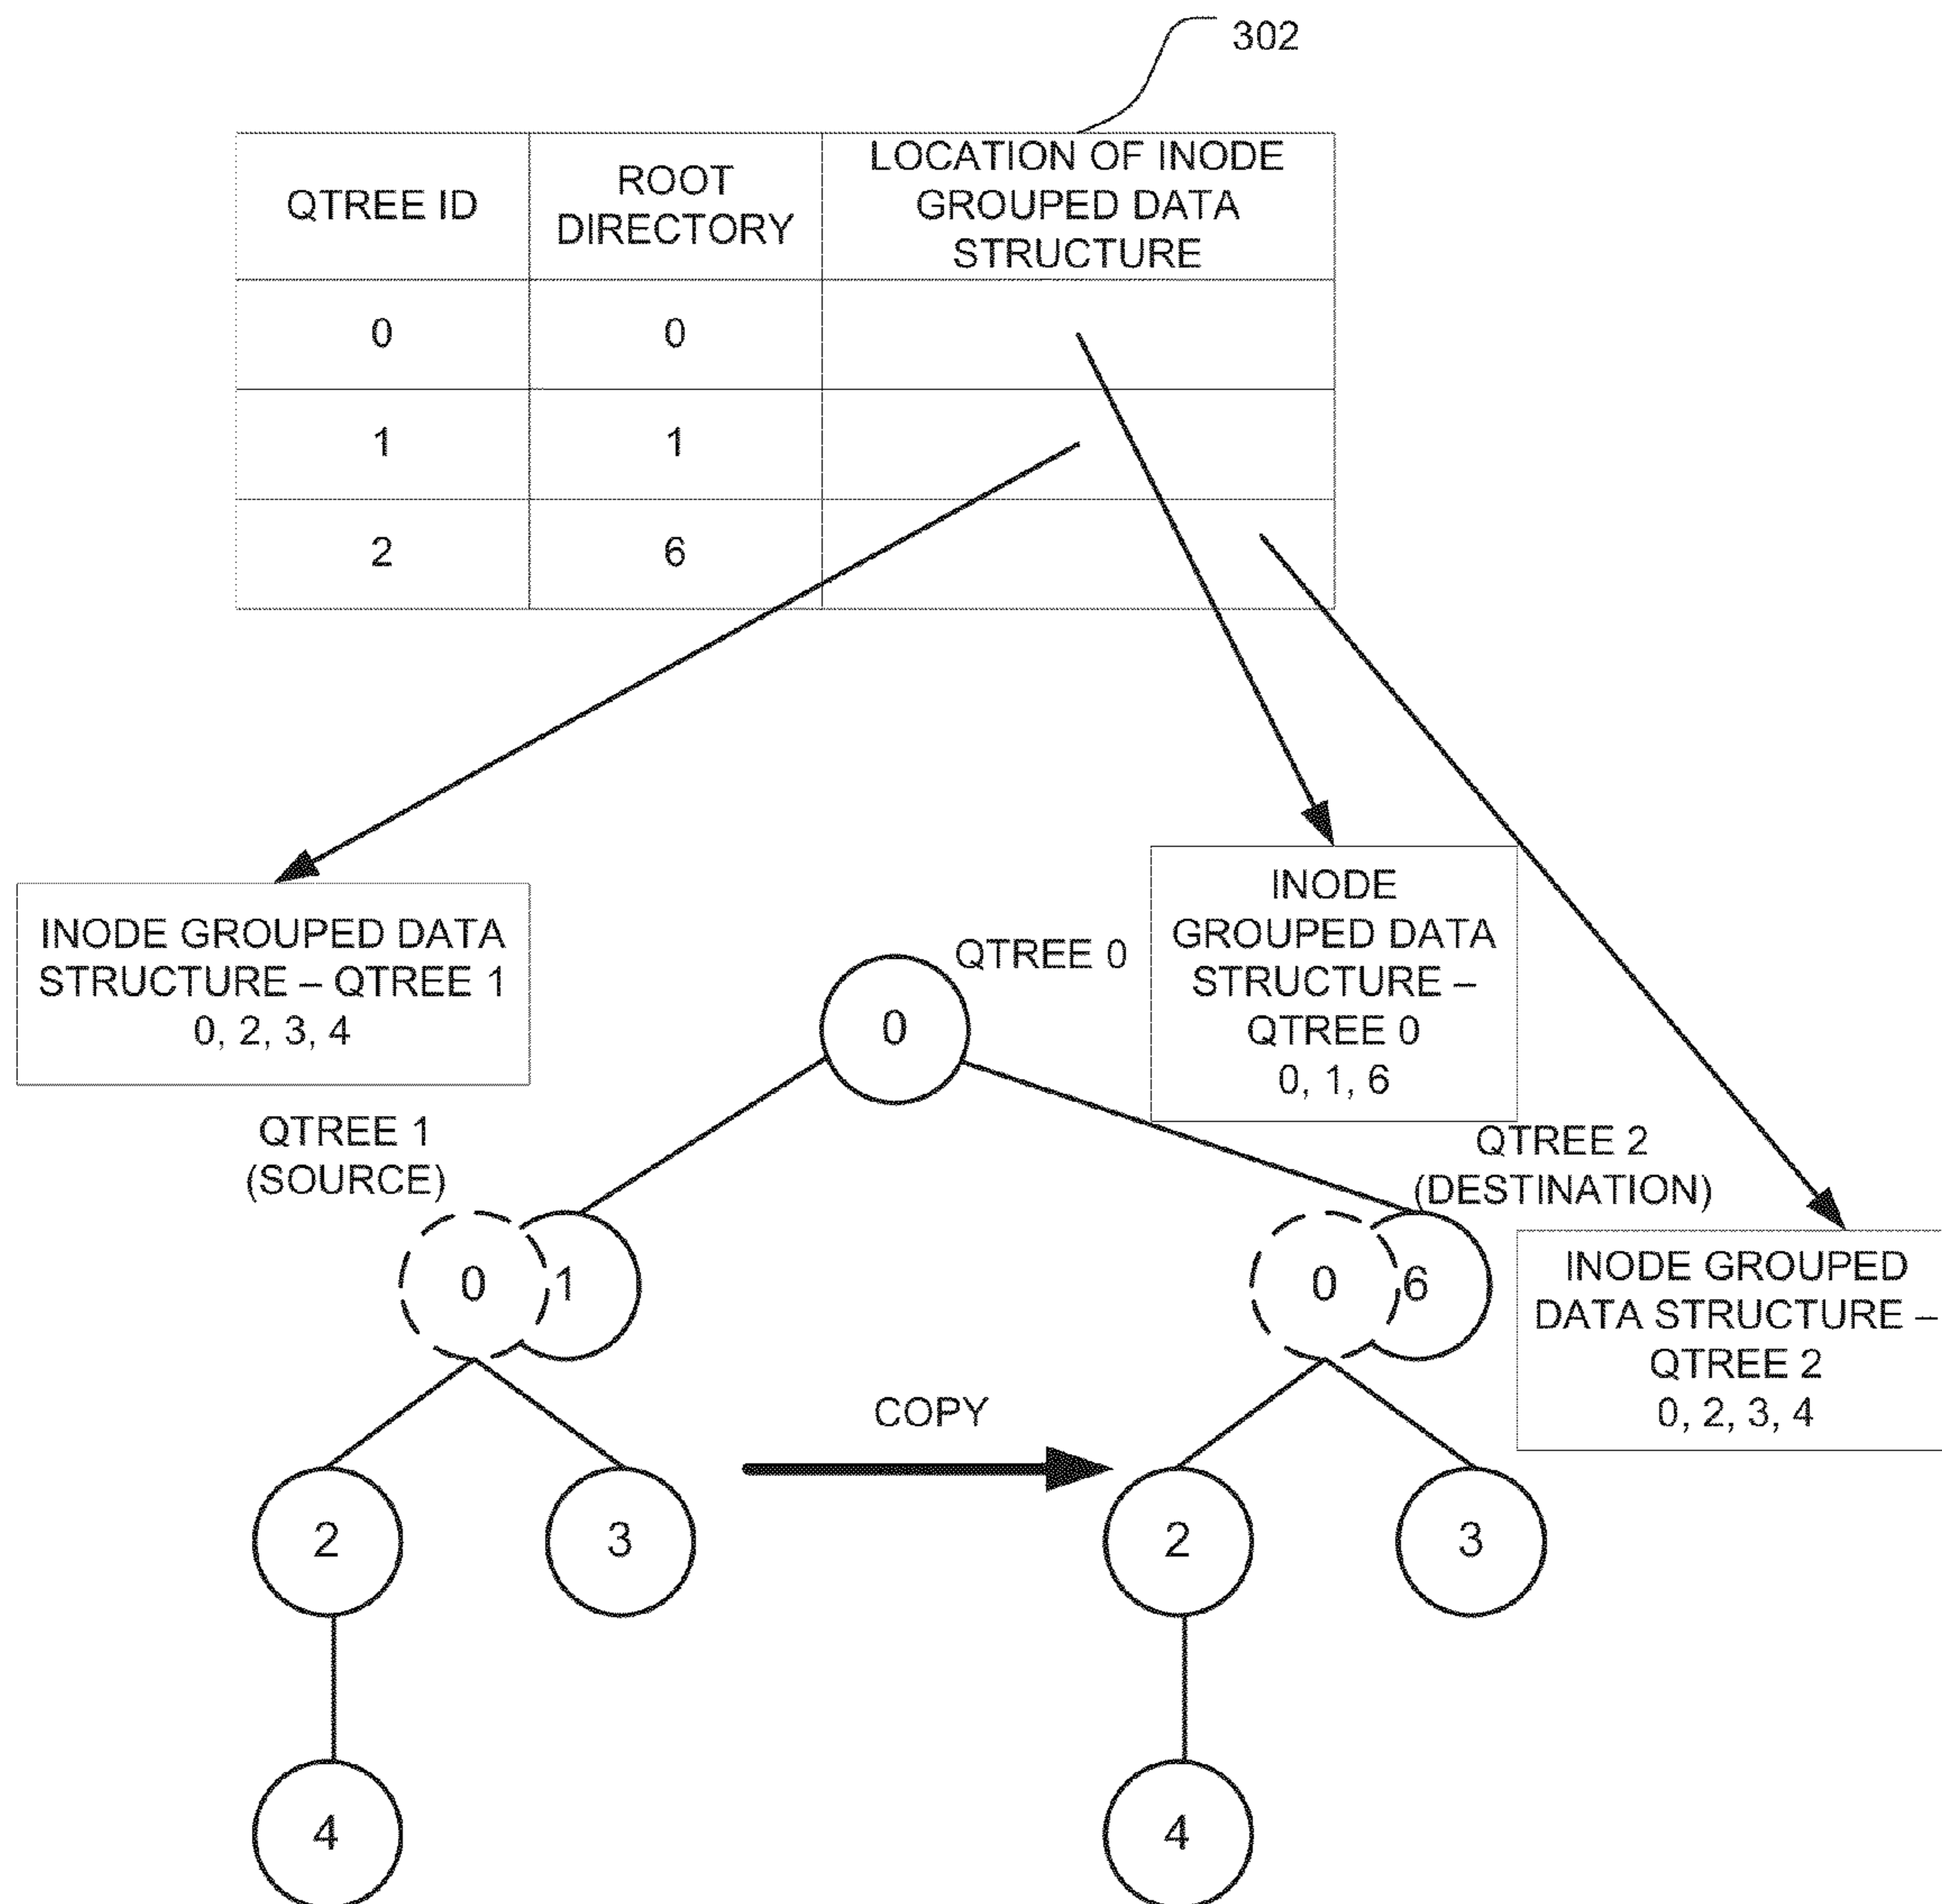 302
QTREE ID
ROOT
DIRECTORY
LOCATION OF INODE
GROUPED DATA
STRUCTURE
0
0
1
1
2
6
INODE GROUPED DATA
STRUCTURE – QTREE 1
0, 2, 3, 4
QTREE 0
INODE
GROUPED DATA
STRUCTURE –
QTREE 0
0, 1, 6
0
QTREE 1
(SOURCE)
QTREE 2
(DESTINATION)
0
1
0
6
INODE GROUPED
DATA STRUCTURE –
QTREE 2
0, 2, 3, 4
COPY
2
3
2
3
4
4